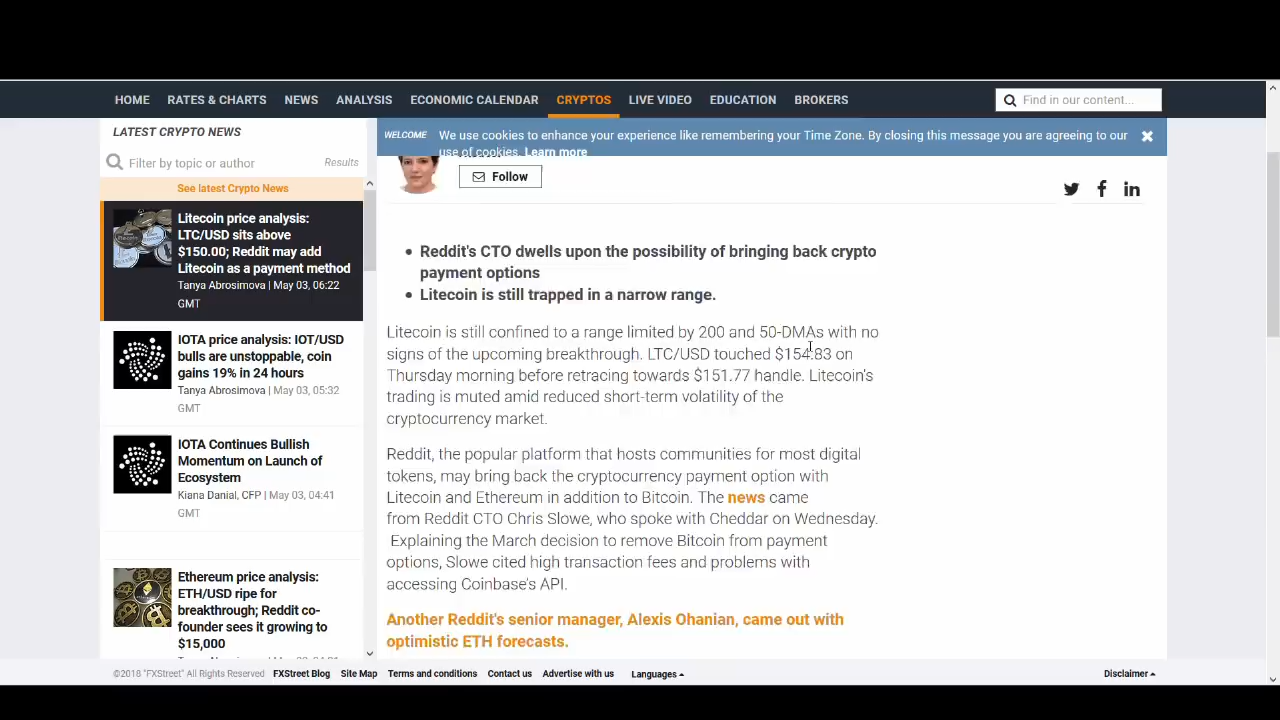 HOME RATES & CHARTS NEWS ANALYSIS ECONOMIC CALENDAR CRYPTOS LIVE VIDEO EDUCATION BROKERS
Find in our content...
LATEST CRYPTO NEWS
Filter by topic or author Results
See latest Crypto News
Litecoin price analysis:
LTC/USD sits above
$150.00; Reddit may add
Litecoin as a payment method
Tanya Abrosimova | May 03, 06:22
GMT
IOTA price analysis: IOT/USD
bulls are unstoppable, coin
gains 19% in 24 hours
Tanya Abrosimova | May 03, 05:32
GMT
IOTA Continues Bullish
Momentum on Launch of
Ecosystem
Kiana Danial, CFP | May 03, 04:41
GMT
Ethereum price analysis:
ETH/USD ripe for
breakthrough; Reddit co-
founder sees it growing to
$15,000
WELCOME We use cookies to enhance your experience like remembering your Time Zone. By closing this message you are agreeing to our
use of cookies. Learn more
Follow
Reddit's CTO dwells upon the possibility of bringing back crypto
payment options
Litecoin is still trapped in a narrow range.
Litecoin is still confined to a range limited by 200 and 50-DMAs with no
signs of the upcoming breakthrough. LTC/USD touched $154.83 on
Thursday morning before retracing towards $151.77 handle. Litecoin's
trading is muted amid reduced short-term volatility of the
cryptocurrency market.
Reddit, the popular platform that hosts communities for most digital
tokens, may bring back the cryptocurrency payment option with
Litecoin and Ethereum in addition to Bitcoin. The news came
from Reddit CTO Chris Slowe, who spoke with Cheddar on Wednesday.
Explaining the March decision to remove Bitcoin from payment
options, Slowe cited high transaction fees and problems with
accessing Coinbase's API.
Another Reddit's senior manager, Alexis Ohanian, came out with
optimistic ETH forecasts.
©2018 "FXStreet" All Rights Reserved FXStreet Blog Site Map Terms and conditions Contact us Advertise with us Languages Disclaimer